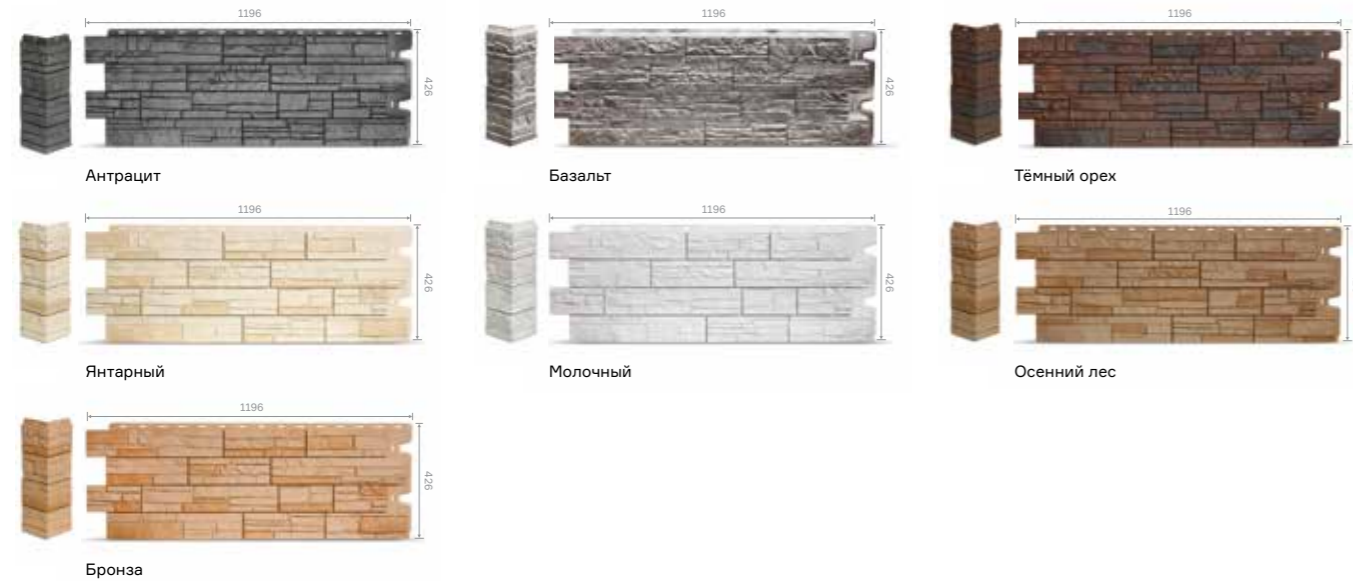 1196
1196
1196
426
426
Антрацит
Базальт
Тёмный орех
1196
1196
1196
426
426
Янтарный
Молочный
Осенний лес
1196
426
Бронза